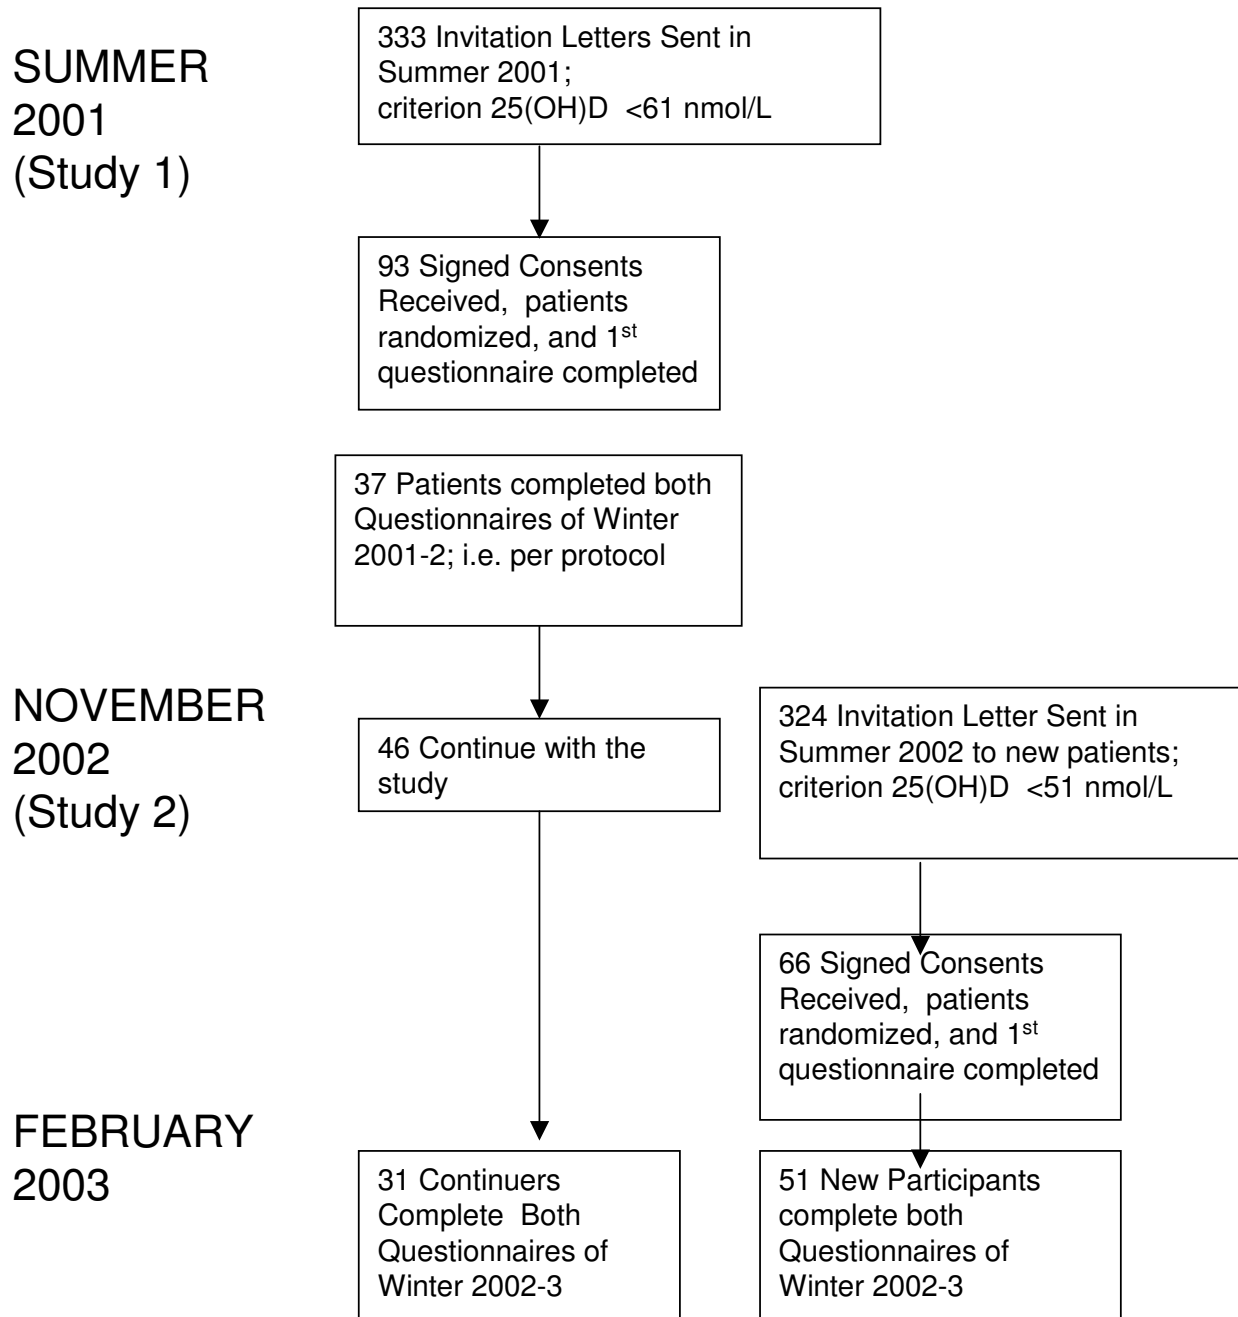 SUMMER
2001
(Study 1)
333 Invitation Letters Sent in
Summer 2001;
criterion 25(OH)D <61 nmol/L
93 Signed Consents
Received, patients
randomized, and 1st
questionnaire completed
37 Patients completed both
Questionnaires of Winter
2001-2; i.e. per protocol
NOVEMBER
2002
(Study 2)
46 Continue with the
study
324 Invitation Letter Sent in
Summer 2002 to new patients;
criterion 25(OH)D <51 nmol/L
66 Signed Consents
Received, patients
randomized, and 1st
questionnaire completed
FEBRUARY
2003
31 Continuers
Complete Both
Questionnaires of
Winter 2002-3
51 New Participants
complete both
Questionnaires of
Winter 2002-3